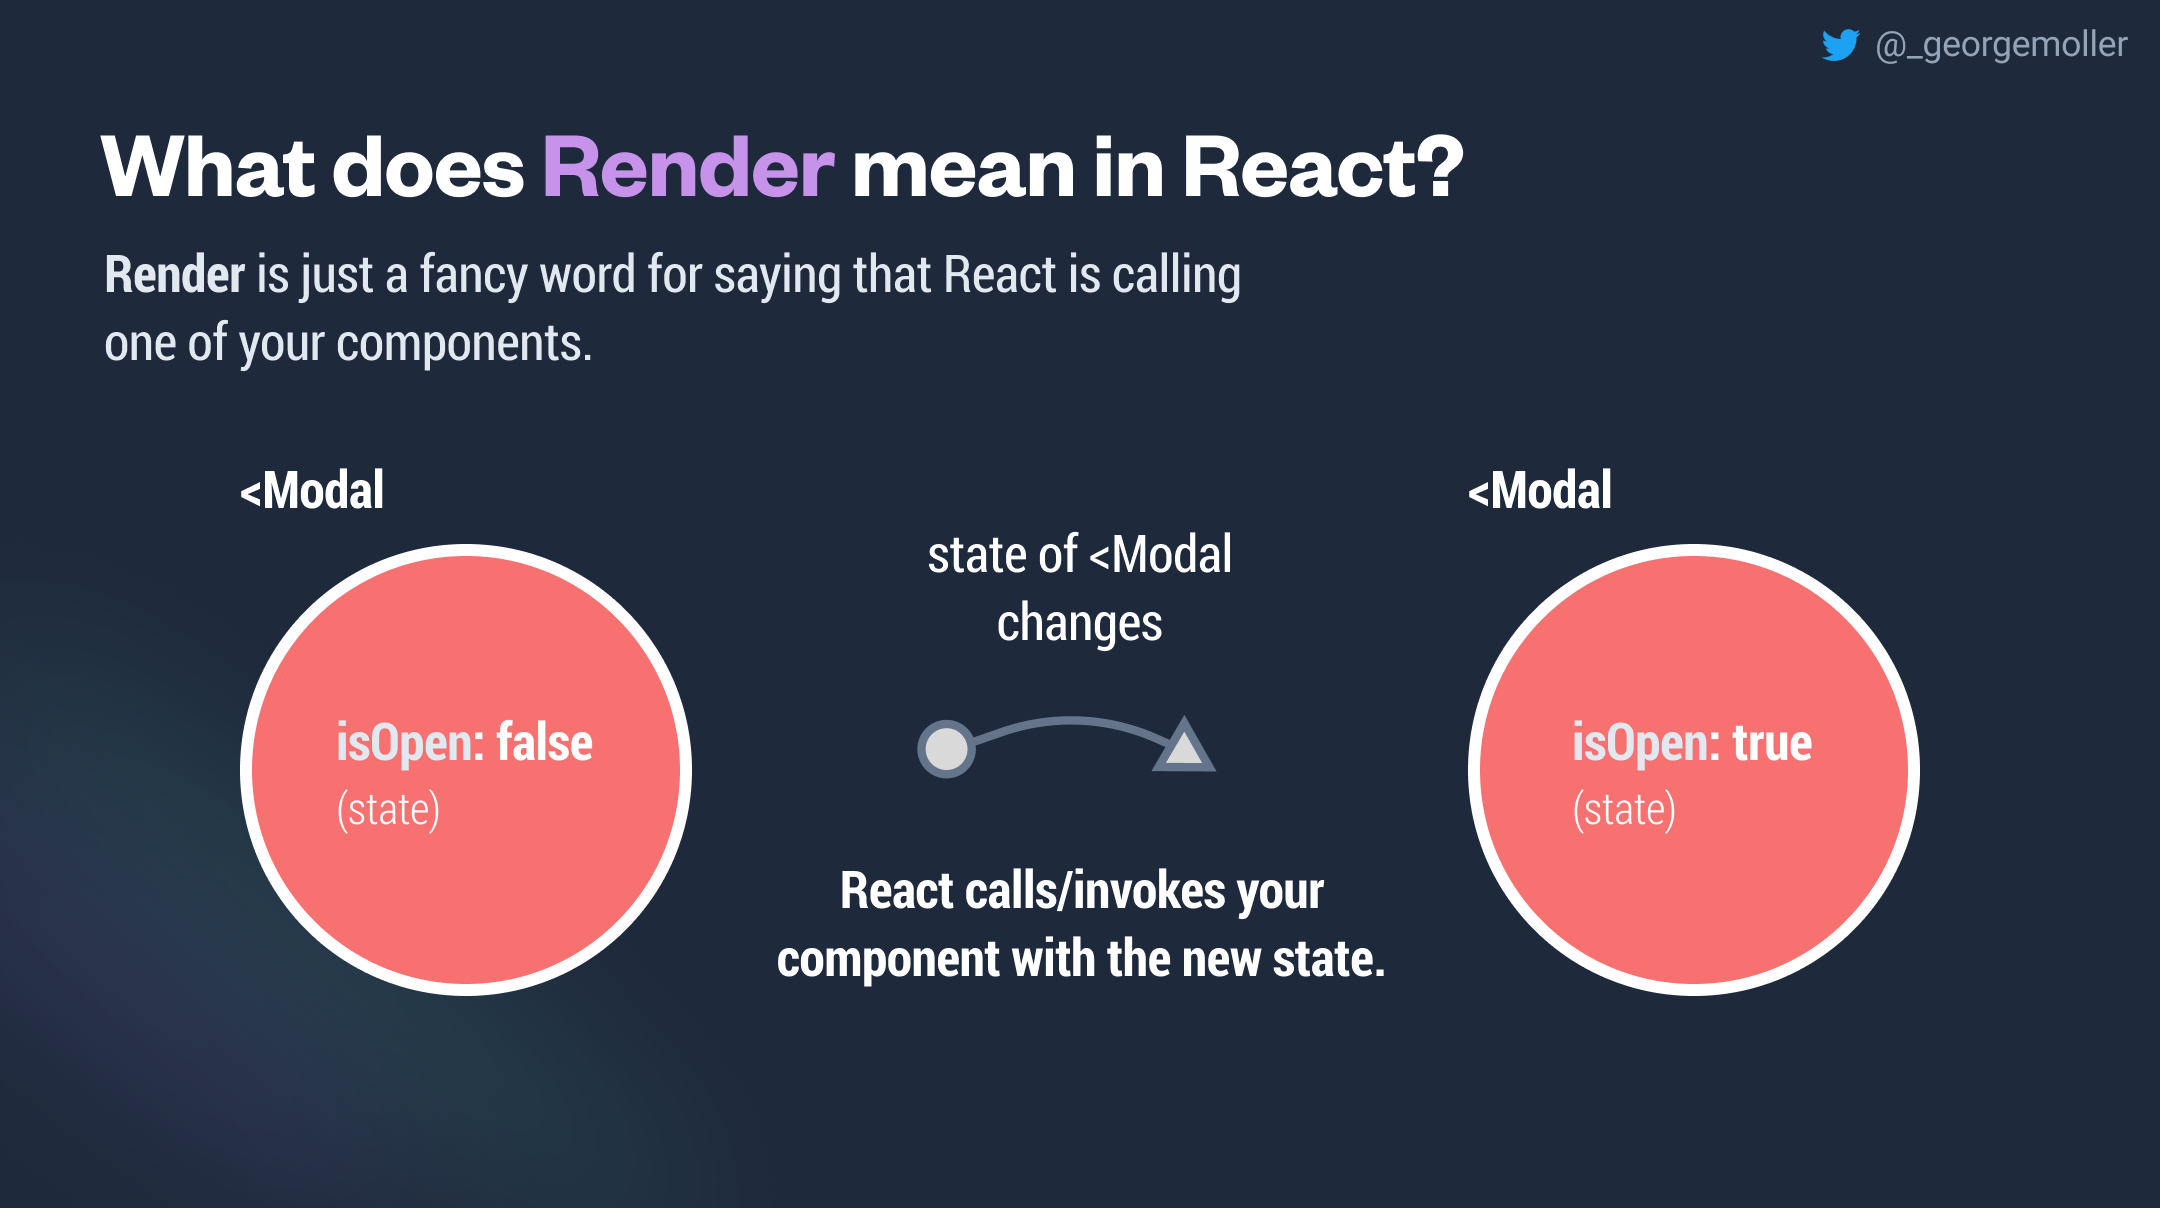 @_georgemoller
What does Render mean in React?
Render is just a fancy word for saying that React is calling
one of your components.
<Modal
isOpen: false
(state)
state of <Modal
changes
React calls/invokes your
component with the new state.
<Modal
isOpen: true
(state)